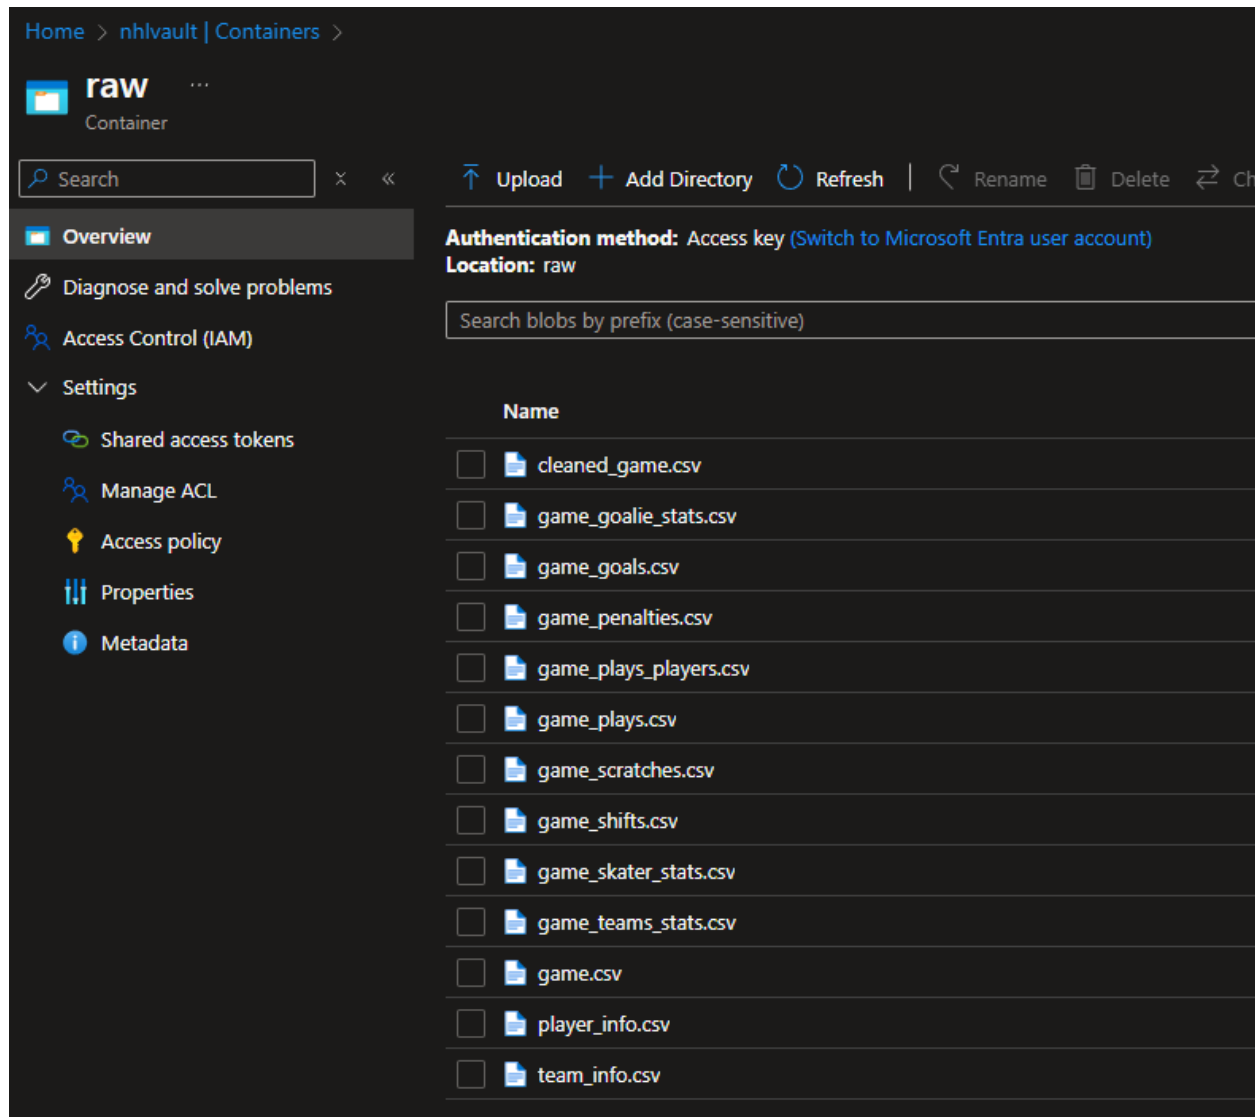 Home > nhlvault | Containers >
raw ...
Container
Search
Overview
Diagnose and solve problems
Access Control (IAM)
Settings
Shared access tokens
Manage ACL
Access policy
Properties
Metadata
Upload Add Directory Refresh | Rename Delete Ch
Authentication method: Access key (Switch to Microsoft Entra user account)
Location: raw
Search blobs by prefix (case-sensitive)
Name
cleaned_game.csv
game_goalie_stats.csv
game_goals.csv
game_penalties.csv
game_plays_players.csv
game_plays.csv
game_scratches.csv
game_shifts.csv
game_skater_stats.csv
game_teams_stats.csv
game.csv
player_info.csv
team_info.csv